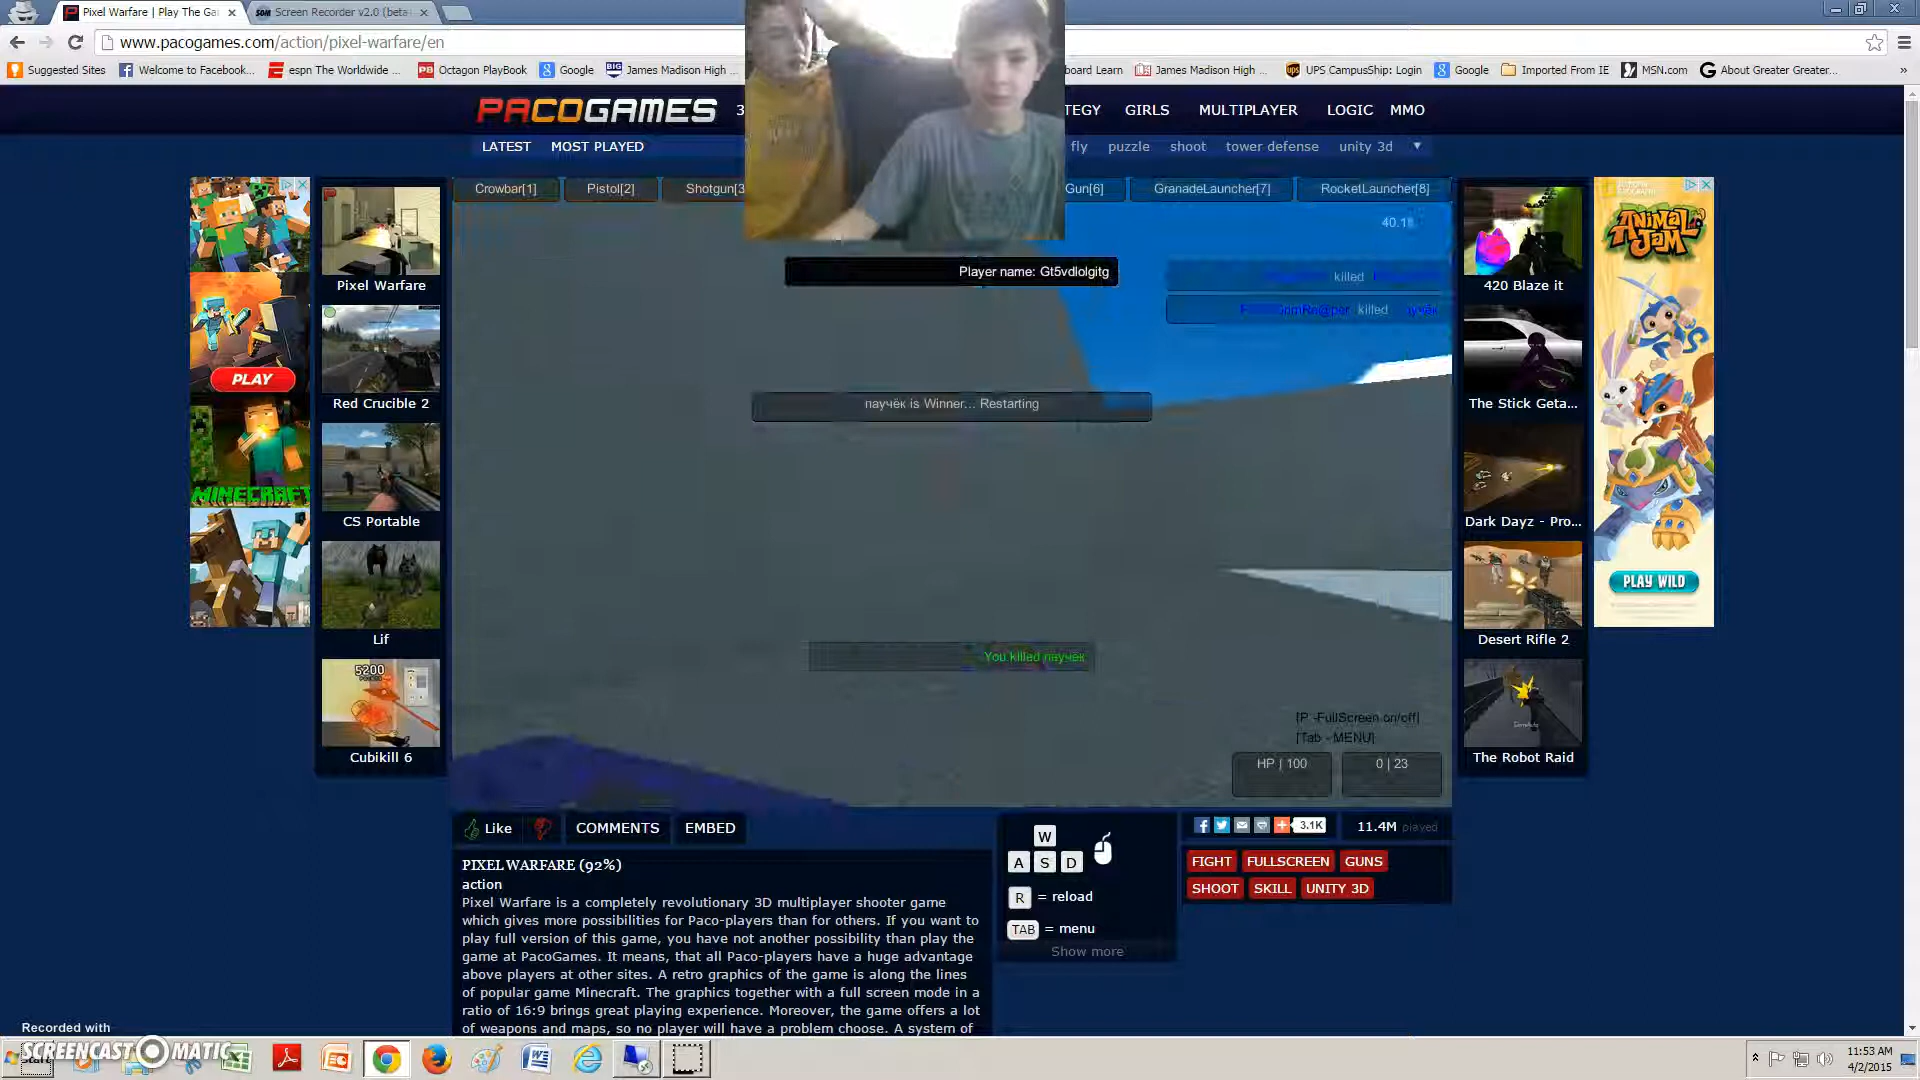 Pixel Warfare | Play The Ga
Screen Recorder v2.0 (beta
www.pacogames.com/action/pixel-warfare/en
Suggested Sites
Welcome to Facebook...
espn The Worldwide ...
Octagon PlayBook
Google
James Madison High ...
board Learn
James Madison High ...
UPS CampusShip: Login
Google
Imported From IE
MSN.com
About Greater Greater...
PACOGAMES
3
TEGY
GIRLS
MULTIPLAYER
LOGIC
MMO
LATEST
MOST PLAYED
fly
puzzle
shoot
tower defense
unity 3d
PLAY
MINECRAFT
Pixel Warfare
Red Crucible 2
CS Portable
Lif
5200
Cubikill 6
Crowbar[1]
Pistol[2]
Shotgun[3
Gun[6]
GranadeLauncher[7]
RocketLauncher[8]
Player name: Gt5vdlolgitg
killed
killed
паучёк is Winner... Restarting
You killed паучёк
[P -FullScreen on/off]
[Tab - MENU]
HP | 100
0 | 23
420 Blaze it
The Stick Geta...
Dark Dayz - Pro...
Desert Rifle 2
The Robot Raid
ANIMAL JAM
PLAY WILD
Like
COMMENTS
EMBED
PIXEL WARFARE (92%)
action
Pixel Warfare is a completely revolutionary 3D multiplayer shooter game
which gives more possibilities for Paco-players than for others. If you want to
play full version of this game, you have not another possibility than play the
game at PacoGames. It means, that all Paco-players have a huge advantage
above players at other sites. A retro graphics of the game is along the lines
of popular game Minecraft. The graphics together with a full screen mode in a
ratio of 16:9 brings great playing experience. Moreover, the game offers a lot
of weapons and maps, so no player will have a problem choose. A system of
W
A S D
R = reload
TAB = menu
Show more
3.1K
11.4M played
FIGHT
FULLSCREEN
GUNS
SHOOT
SKILL
UNITY 3D
Recorded with
SCREENCAST MATIC
Start
11:53 AM
4/2/2015